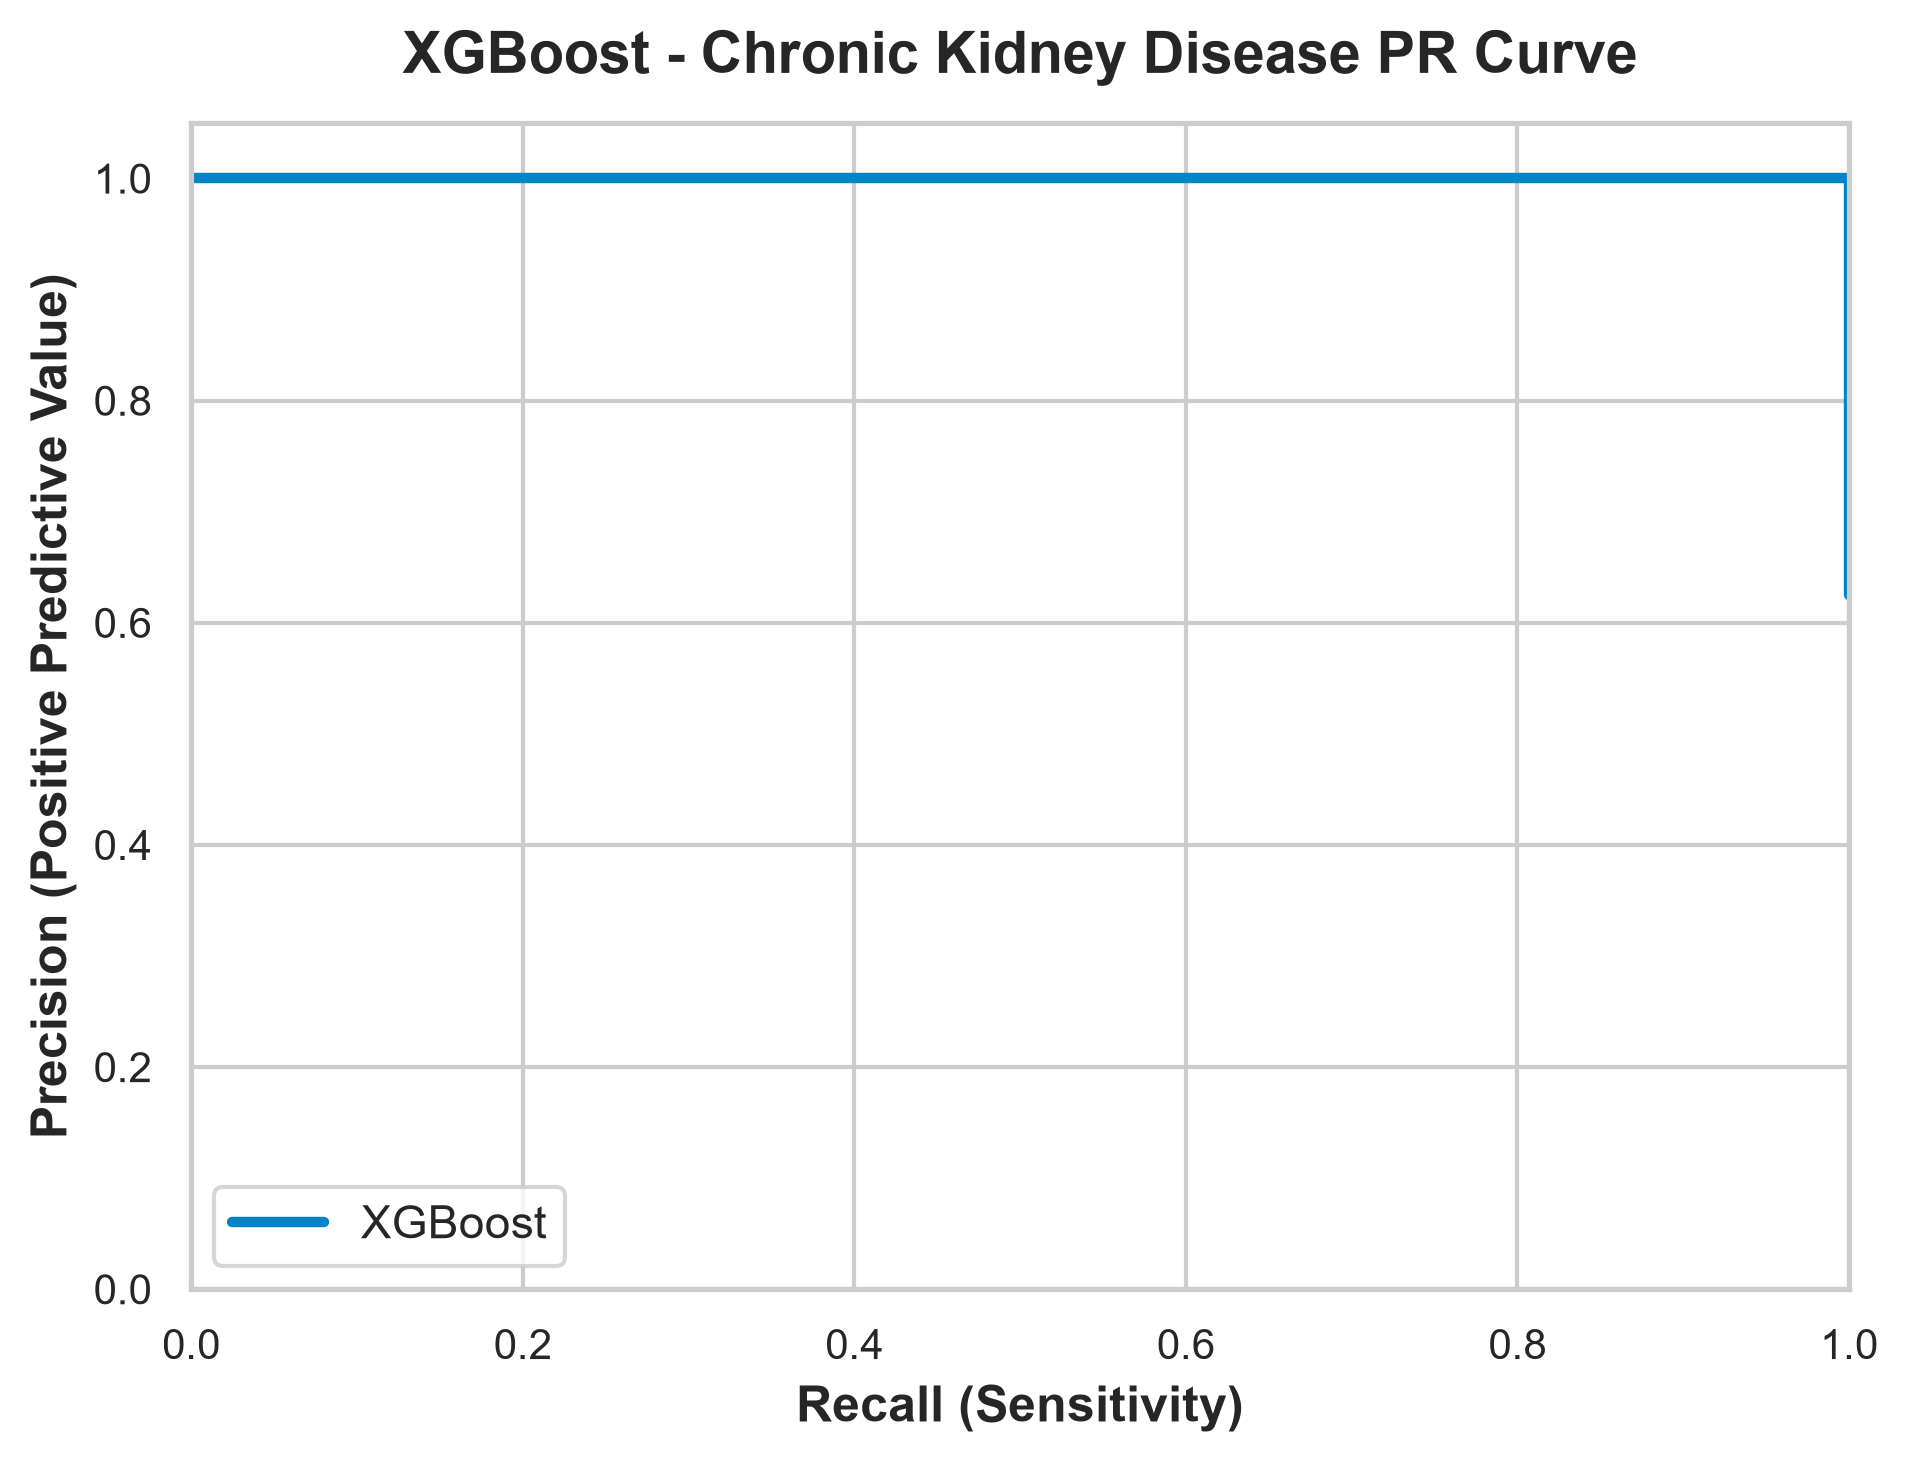 XGBoost - Chronic Kidney Disease PR Curve
Precision (Positive Predictive Value)
1.0
0.8
0.6
0.4
0.2
0.0
XGBoost
0.0 0.2 0.4 0.6 0.8 1.0
Recall (Sensitivity)